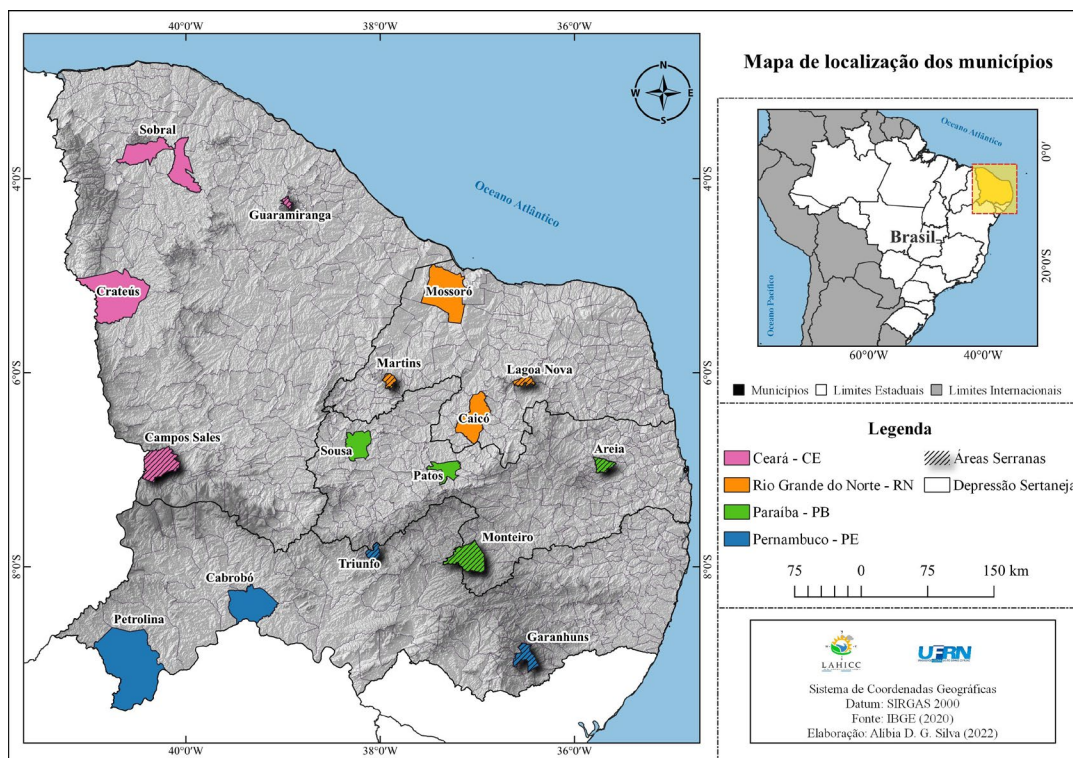 40°0'W
38°0'W
36°0'W
4°0'S
6°0'S
8°0'S
N
W
E
S
Sobral
Guaramiranga
Oceano Atlântico
Crateús
Mossoró
Martins
Lagoa Nova
Caicó
Campos Sales
Sousa
Areia
Patos
Monteiro
Triunfo
Cabrobó
Petrolina
Garanhuns
Mapa de localização dos municípios
Oceano Atlântico
Brasil
Oceano Pacífico
0°0'
20°0'S
60°0'W
40°0'W
Municípios
Limites Estaduais
Limites Internacionais
Legenda
Ceará - CE
Áreas Serranas
Rio Grande do Norte - RN
Depressão Sertaneja
Paraíba - PB
Pernambuco - PE
75 0 75 150 km
LAHICC
UFRN
Sistema de Coordenadas Geográficas
Datum: SIRGAS 2000
Fonte: IBGE (2020)
Elaboração: Alibia D. G. Silva (2022)